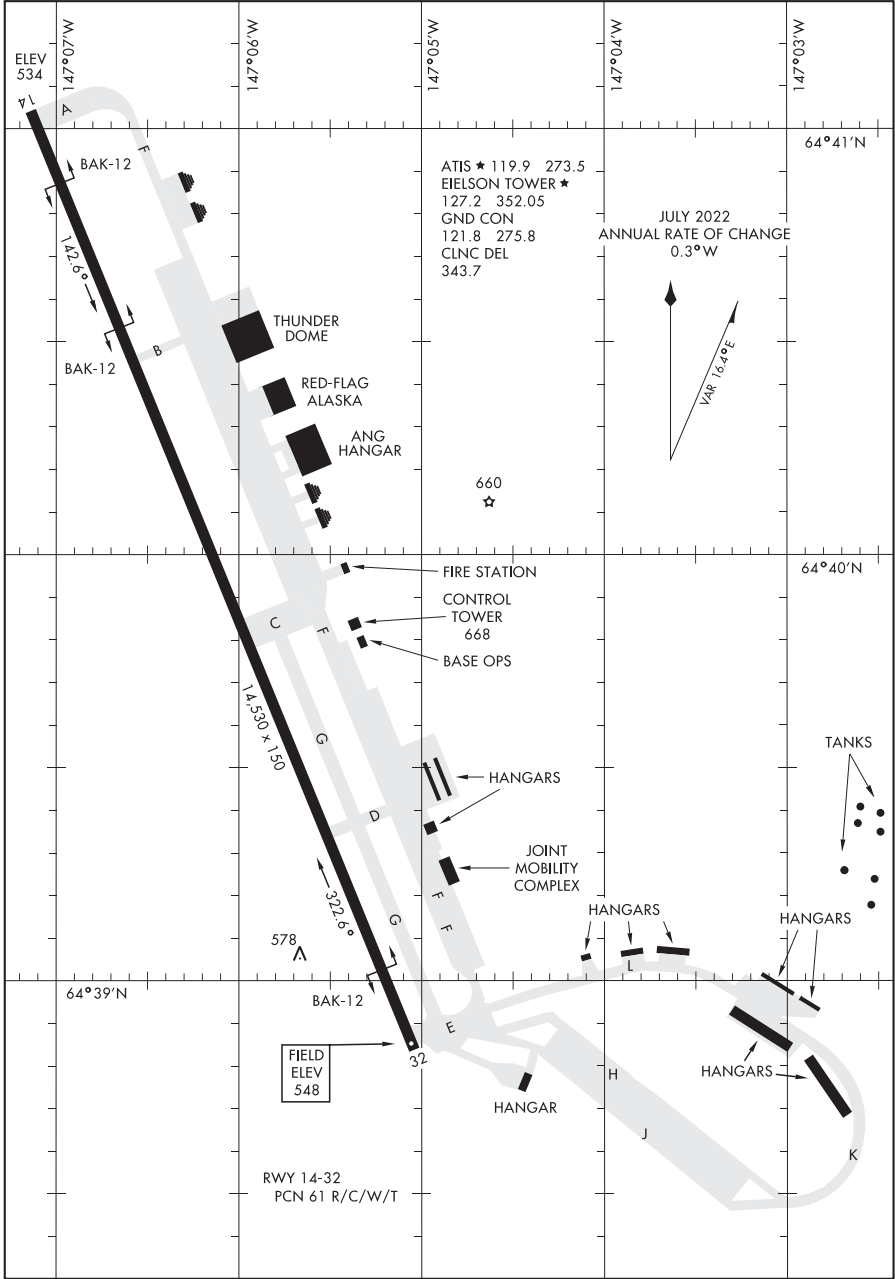 147°07'W
147°06'W
147°05'W
147°04'W
147°03'W
ELEV
534
14
A
F
64°41'N
BAK-12
ATIS ★ 119.9 273.5
EIELSON TOWER ★
127.2 352.05
GND CON
121.8 275.8
CLNC DEL
343.7
JULY 2022
ANNUAL RATE OF CHANGE
0.3°W
142.6°
VAR 16.4°E
THUNDER
DOME
B
BAK-12
RED-FLAG
ALASKA
ANG
HANGAR
660
64°40'N
FIRE STATION
CONTROL
TOWER
668
C
F
BASE OPS
14,530 x 150
G
TANKS
HANGARS
D
JOINT
MOBILITY
COMPLEX
322.6°
F
F
G
HANGARS
HANGARS
578
L
64°39'N
BAK-12
E
32
FIELD
ELEV
548
H
HANGARS
HANGAR
J
K
RWY 14-32
PCN 61 R/C/W/T